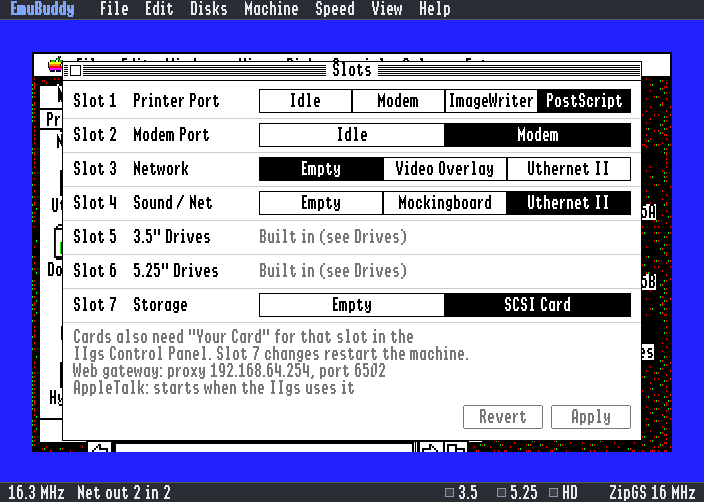 EmuBuddy File Edit Disks Machine Speed View Help
Slots
Slot 1 Printer Port Idle Modem ImageWriter PostScript
Slot 2 Modem Port Idle Modem
Slot 3 Network Empty Video Overlay Uthernet II
Slot 4 Sound / Net Empty Mockingboard Uthernet II
Slot 5 3.5" Drives Built in (see Drives)
Slot 6 5.25" Drives Built in (see Drives)
Slot 7 Storage Empty SCSI Card
Cards also need "Your Card" for that slot in the
IIgs Control Panel. Slot 7 changes restart the machine.
Web gateway: proxy 192.168.64.254, port 6502
AppleTalk: starts when the IIgs uses it
Revert Apply
16.3 MHz Net out 2 in 2 3.5 5.25 HD ZipGS 16 MHz